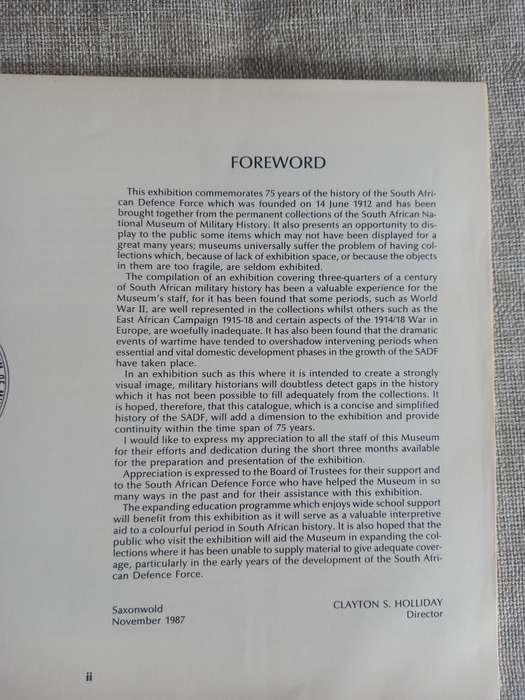 FOREWORD
This exhibition commemorates 75 years of the history of the South Afri-
can Defence Force which was founded on 14 June 1912 and has been
brought together from the permanent collections of the South African Na-
tional Museum of Military History. It also presents an opportunity to dis-
play to the public some items which may not have been displayed for a
great many years; museums universally suffer the problem of having col-
lections which, because of lack of exhibition space, or because the objects
in them are too fragile, are seldom exhibited.
The compilation of an exhibition covering three-quarters of a century
of South African military history has been a valuable experience for the
Museum's staff, for it has been found that some periods, such as World
War II, are well represented in the collections whilst others such as the
East African Campaign 1915-18 and certain aspects of the 1914/18 War in
Europe, are woefully inadequate. It has also been found that the dramatic
events of wartime have tended to overshadow intervening periods when
essential and vital domestic development phases in the growth of the SADF
have taken place.
In an exhibition such as this where it is intended to create a strongly
visual image, military historians will doubtless detect gaps in the history
which it has not been possible to fill adequately from the collections. It
is hoped, therefore, that this catalogue, which is a concise and simplified
history of the SADF, will add a dimension to the exhibition and provide
continuity within the time span of 75 years.
I would like to express my appreciation to all the staff of this Museum
for their efforts and dedication during the short three months available
for the preparation and presentation of the exhibition.
Appreciation is expressed to the Board of Trustees for their support and
to the South African Defence Force who have helped the Museum in so
many ways in the past and for their assistance with this exhibition.
The expanding education programme which enjoys wide school support
will benefit from this exhibition as it will serve as a valuable interpretive
aid to a colourful period in South African history. It is also hoped that the
public who visit the exhibition will aid the Museum in expanding the col-
lections where it has been unable to supply material to give adequate cover-
age, particularly in the early years of the development of the South Afri-
can Defence Force.
Saxonwold
November 1987
CLAYTON S. HOLLIDAY
Director
ii